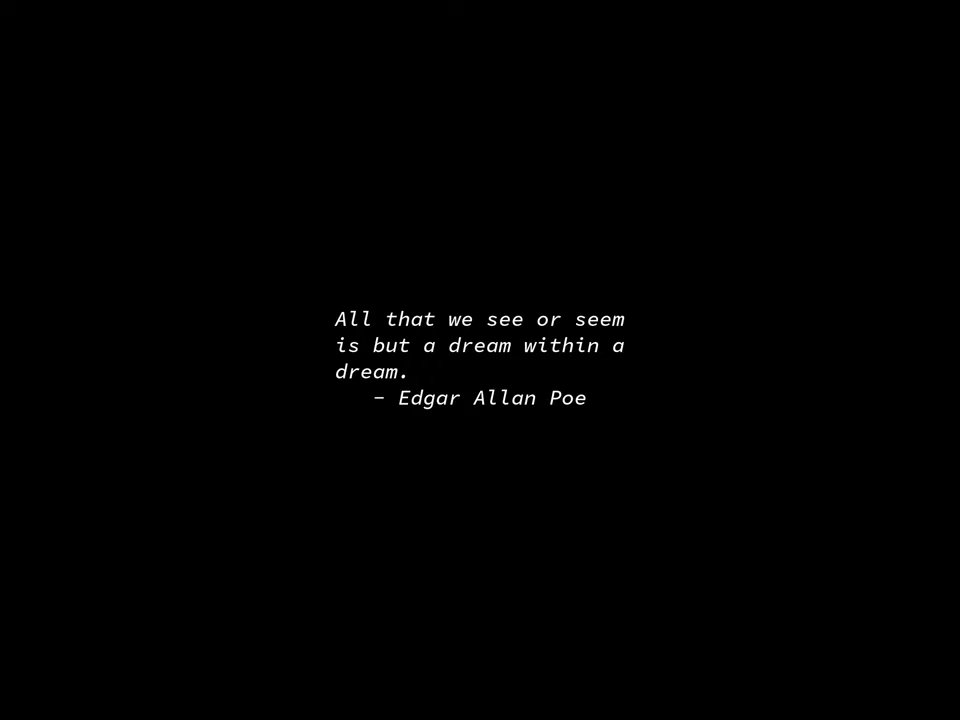 All that we see or seem
is but a dream within a
dream.
– Edgar Allan Poe